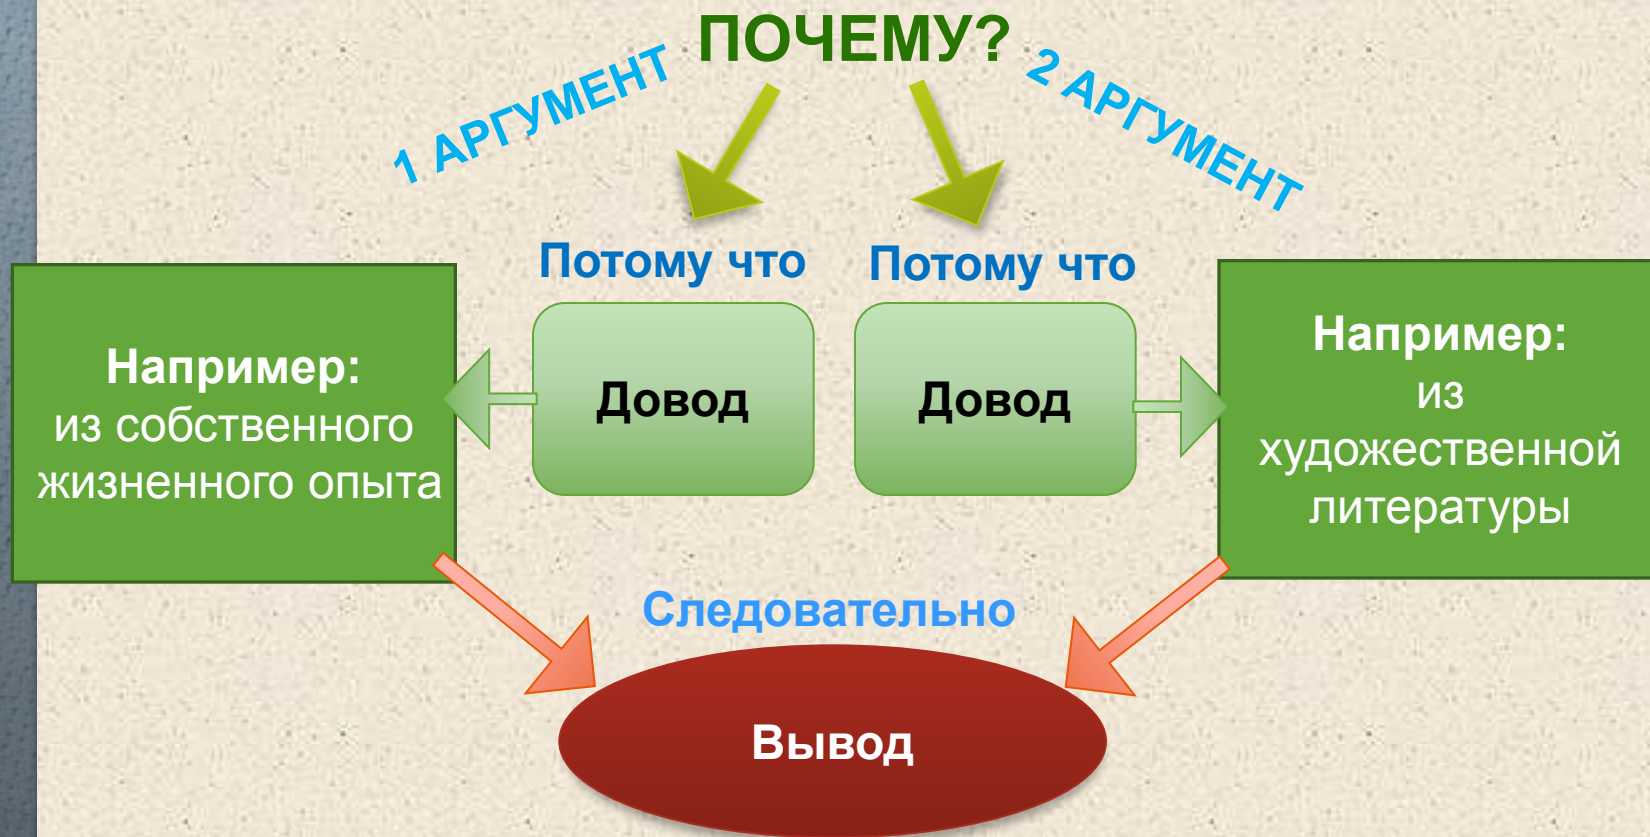 ПОЧЕМУ?
1 АРГУМЕНТ
2 АРГУМЕНТ
Потому что
Потому что
Например:
из собственного
жизненного опыта
Довод
Довод
Например:
из
художественной
литературы
Следовательно
Вывод